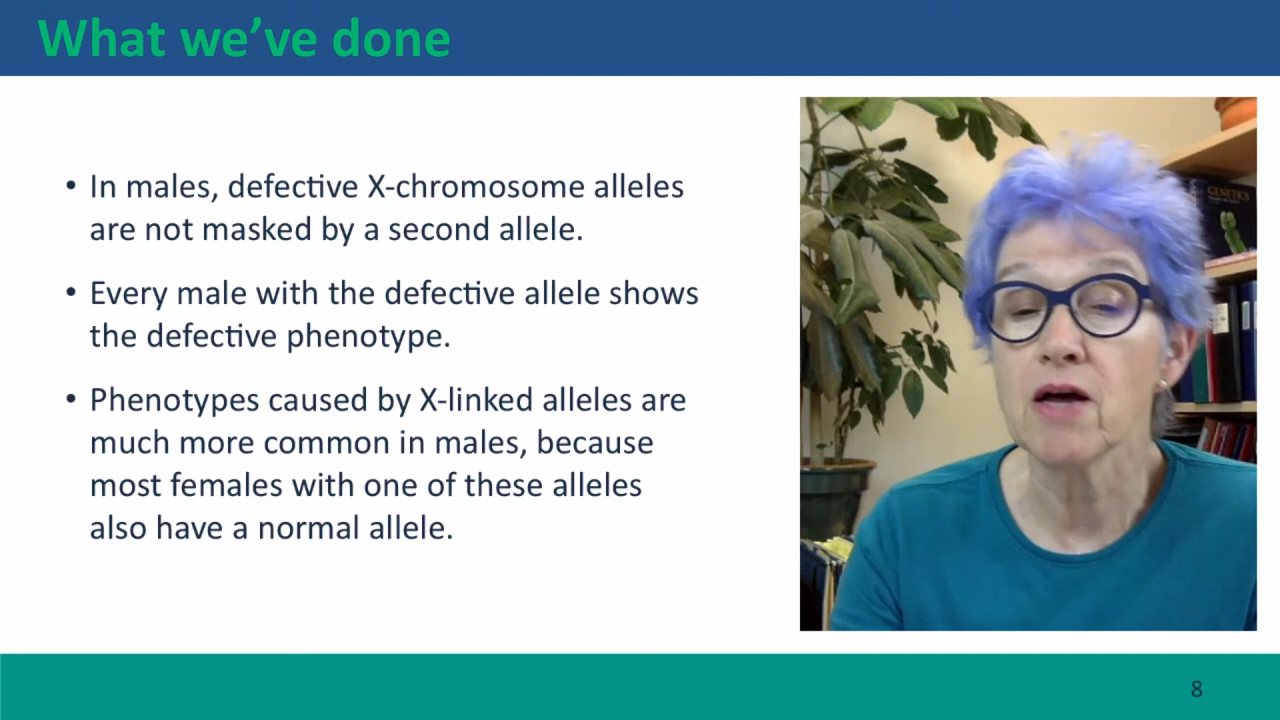 What we’ve done
• In males, defective X-chromosome alleles
are not masked by a second allele.
• Every male with the defective allele shows
the defective phenotype.
• Phenotypes caused by X-linked alleles are
much more common in males, because
most females with one of these alleles
also have a normal allele.
GENETICS
8